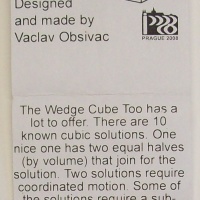 Designed
and made by
Vaclav Obsivac
PRAGUE 2008
The Wedge Cube Too has a
lot to offer. There are 10
known cubic solutions. One
nice one has two equal halves
(by volume) that join for the
solution. Two solutions require
coordinated motion. Some of
the solutions require a sub-